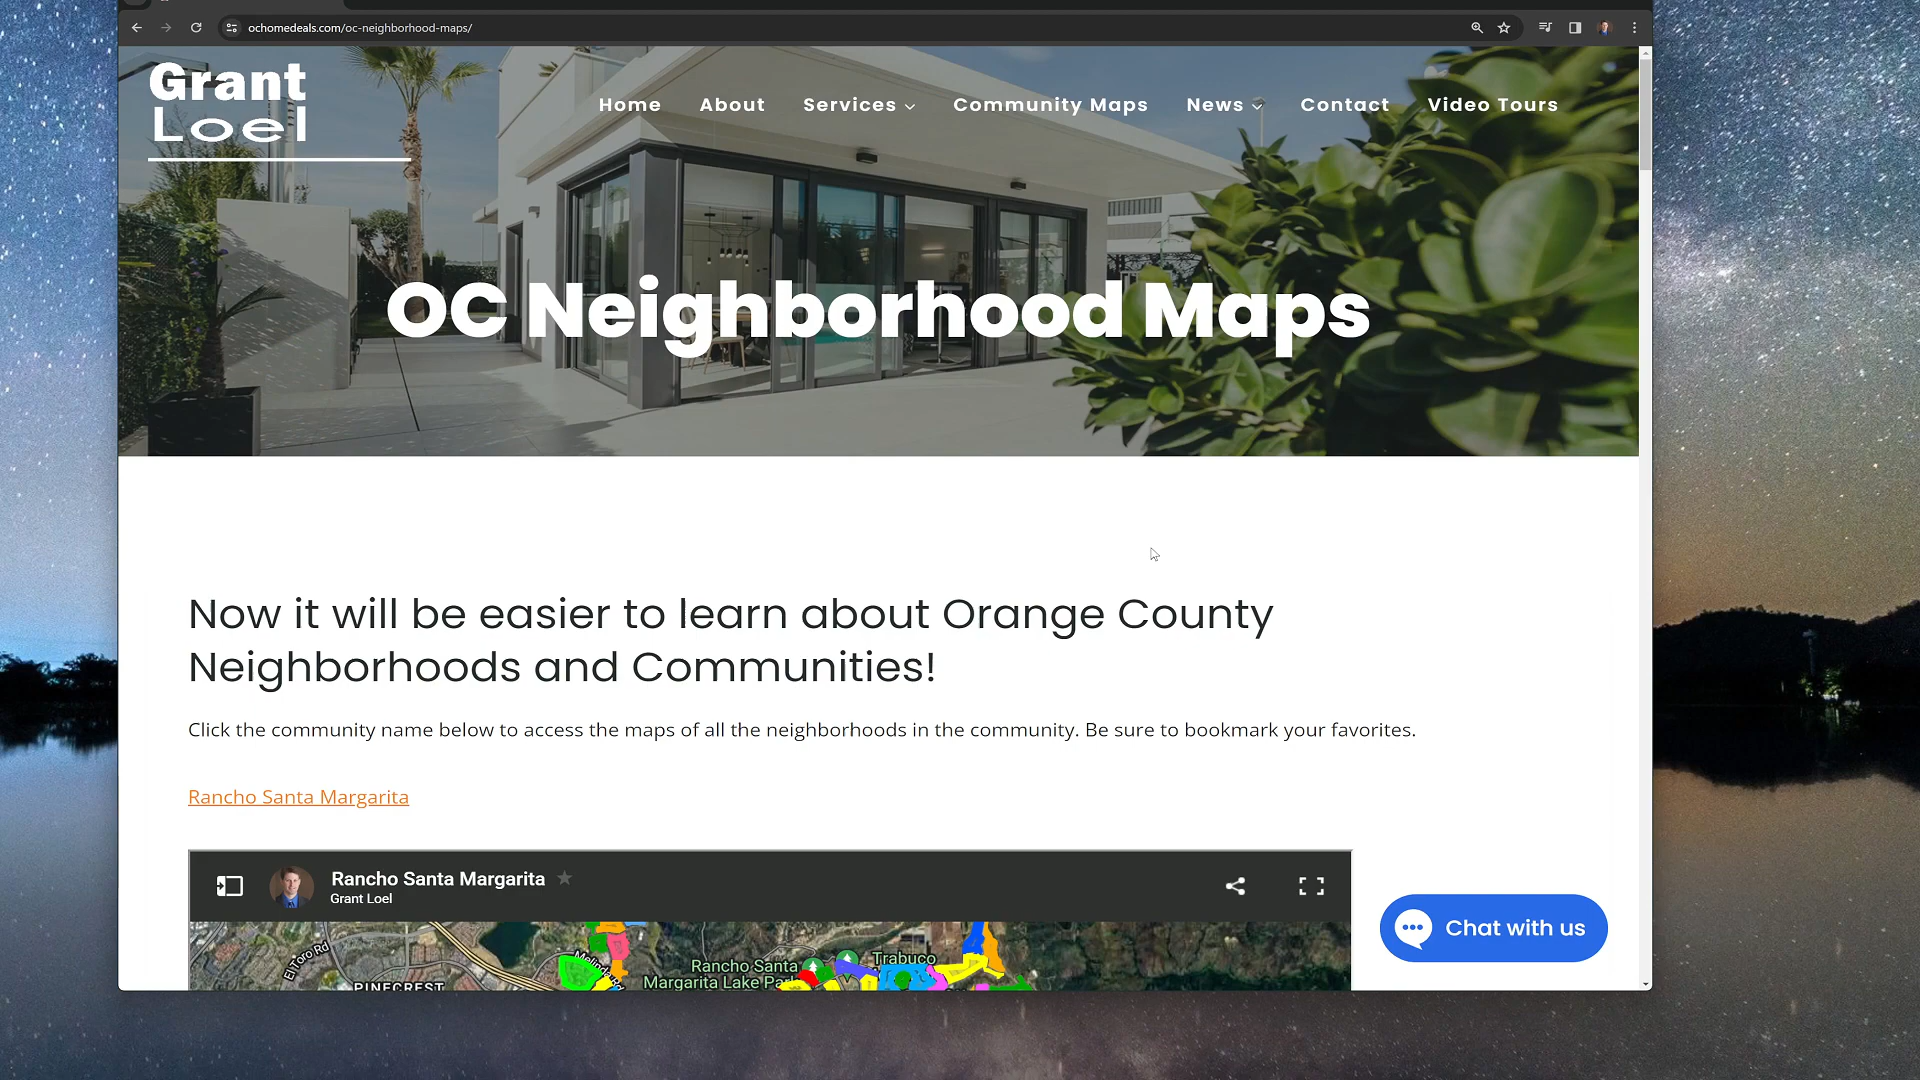 ochomedeals.com/oc-neighborhood-maps/
Grant
Loel
Home About Services Community Maps News Contact Video Tours
OC Neighborhood Maps
Now it will be easier to learn about Orange County
Neighborhoods and Communities!
Click the community name below to access the maps of all the neighborhoods in the community. Be sure to bookmark your favorites.
Rancho Santa Margarita
Rancho Santa Margarita
Grant Loel
Chat with us
El Toro Rd
Melinda Rd
Rancho Santa
Margarita Lake Pa
Trabuco
PINECREST